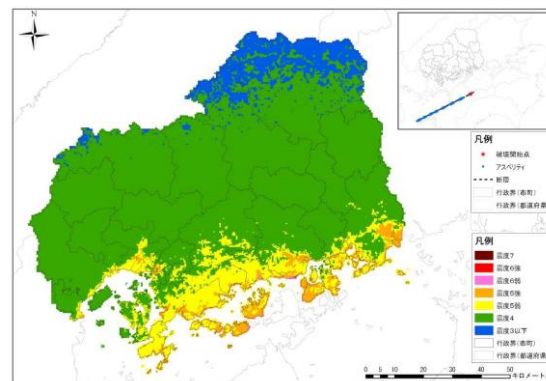 N
凡例
破壊開始点
アスペリティ
断層
行政界(市町)
行政界(都道府県
凡例
震度7
震度6強
震度6弱
震度5強
震度5弱
震度4
震度3以下
行政界(市町)
行政界(都道府県
0 5 10 20 30 40 50
キロメート